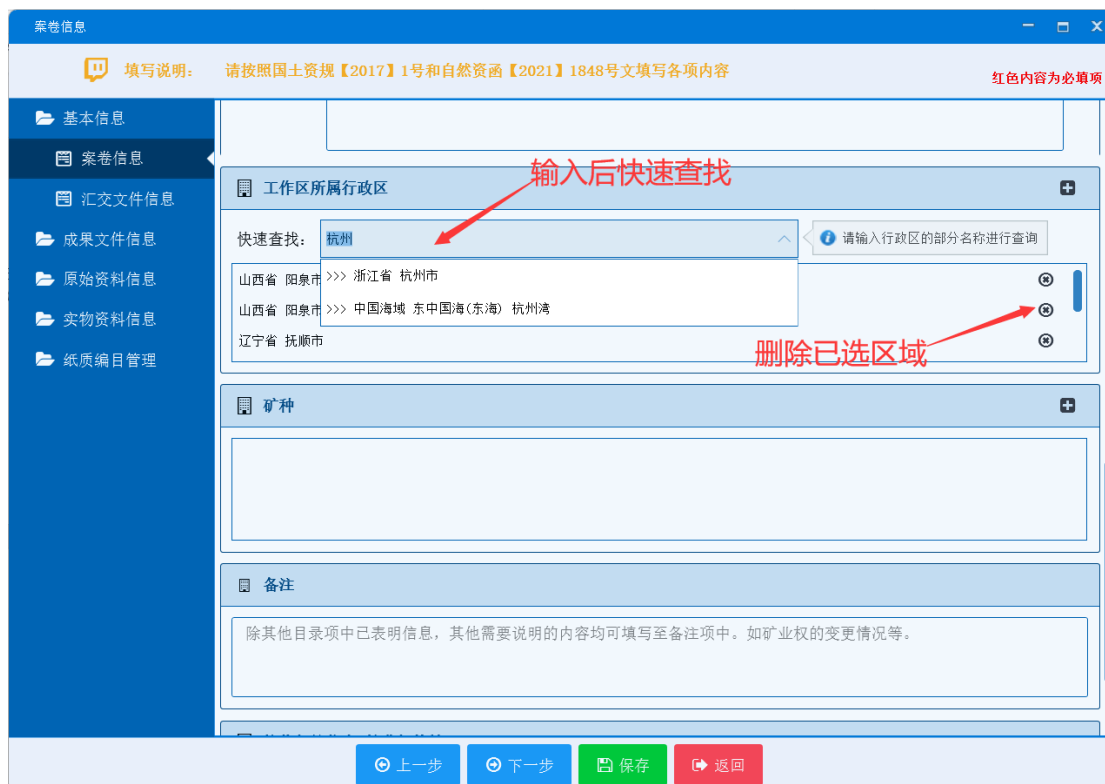 案卷信息
填写说明： 请按照国土资规【2017】1号和自然资函【2021】1848号文填写各项内容
红色内容为必填项
基本信息
案卷信息
汇交文件信息
成果文件信息
原始资料信息
实物资料信息
纸质编目管理
输入后快速查找
工作区所属行政区
快速查找： 杭州
请输入行政区的部分名称进行查询
>>> 浙江省 杭州市
>>> 中国海域 东中国海(东海) 杭州湾
山西省 阳泉市
山西省 阳泉市
辽宁省 抚顺市
删除已选区域
矿种
备注
除其他目录项中已表明信息，其他需要说明的内容均可填写至备注项中。如矿业权的变更情况等。
上一步 下一步 保存 返回